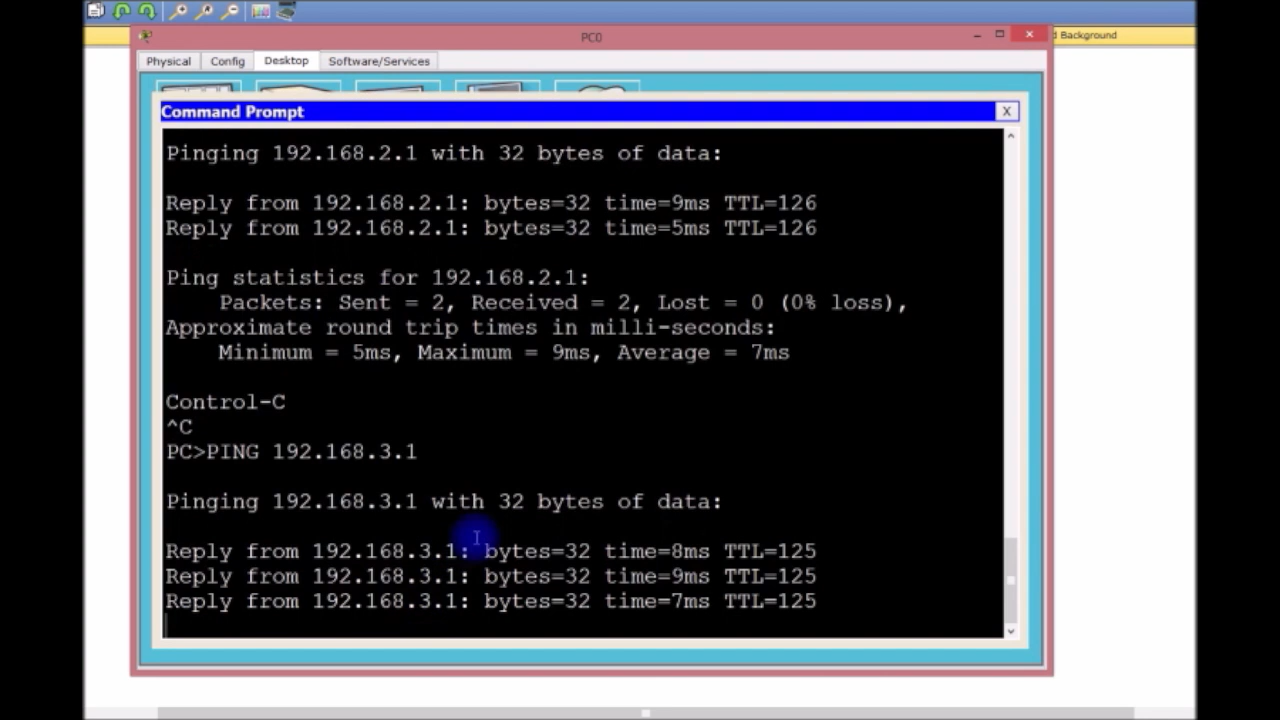 d Background
PC0
Physical Config Desktop Software/Services
Command Prompt X
Pinging 192.168.2.1 with 32 bytes of data:
Reply from 192.168.2.1: bytes=32 time=9ms TTL=126
Reply from 192.168.2.1: bytes=32 time=5ms TTL=126
Ping statistics for 192.168.2.1:
Packets: Sent = 2, Received = 2, Lost = 0 (0% loss),
Approximate round trip times in milli-seconds:
Minimum = 5ms, Maximum = 9ms, Average = 7ms
Control-C
^C
PC>PING 192.168.3.1
Pinging 192.168.3.1 with 32 bytes of data:
Reply from 192.168.3.1: bytes=32 time=8ms TTL=125
Reply from 192.168.3.1: bytes=32 time=9ms TTL=125
Reply from 192.168.3.1: bytes=32 time=7ms TTL=125